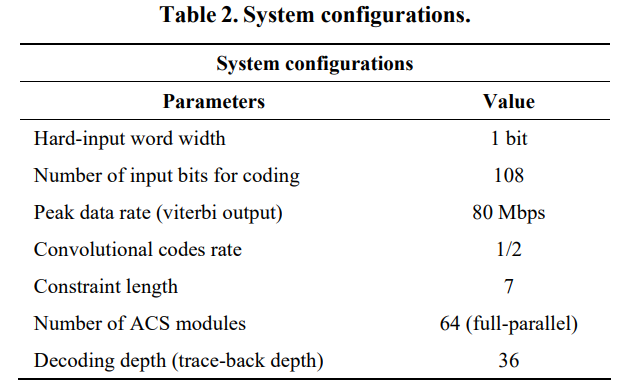 Table 2. System configurations.
System configurations
Parameters Value
Hard-input word width 1 bit
Number of input bits for coding 108
Peak data rate (viterbi output) 80 Mbps
Convolutional codes rate 1/2
Constraint length 7
Number of ACS modules 64 (full-parallel)
Decoding depth (trace-back depth) 36